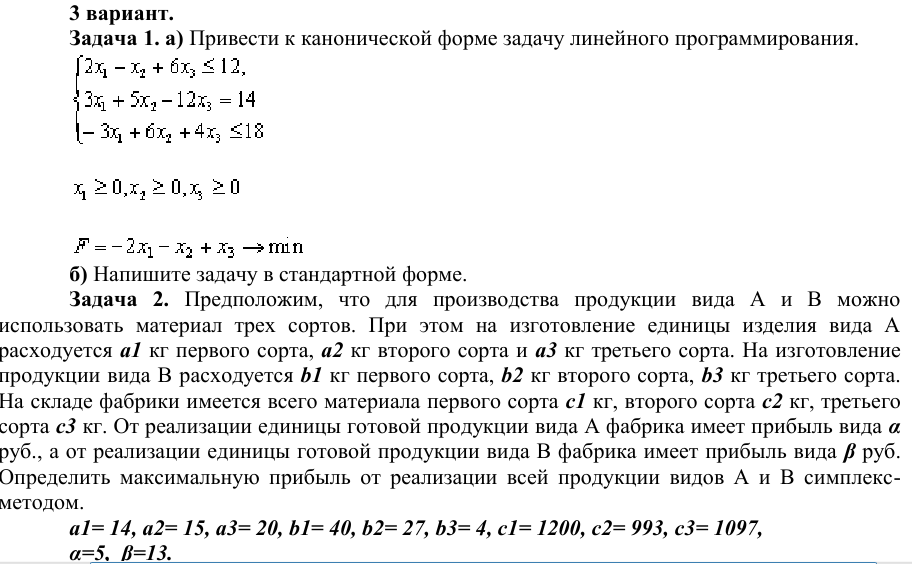 3 вариант.
Задача 1. а) Привести к канонической форме задачу линейного программирования.
2x₁ − x₂ + 6x₃ ≤ 12,
3x₁ + 5x₂ − 12x₃ = 14
− 3x₁ + 6x₂ + 4x₃ ≤ 18
x₁ ≥ 0, x₂ ≥ 0, x₃ ≥ 0
F = −2x₁ − x₂ + x₃ → min
б) Напишите задачу в стандартной форме.
Задача 2. Предположим, что для производства продукции вида А и В можно
использовать материал трех сортов. При этом на изготовление единицы изделия вида А
расходуется a1 кг первого сорта, a2 кг второго сорта и a3 кг третьего сорта. На изготовление
продукции вида В расходуется b1 кг первого сорта, b2 кг второго сорта, b3 кг третьего сорта.
На складе фабрики имеется всего материала первого сорта c1 кг, второго сорта c2 кг, третьего
сорта c3 кг. От реализации единицы готовой продукции вида А фабрика имеет прибыль вида α
руб., а от реализации единицы готовой продукции вида В фабрика имеет прибыль вида β руб.
Определить максимальную прибыль от реализации всей продукции видов А и В симплекс-
методом.
a1= 14, a2= 15, a3= 20, b1= 40, b2= 27, b3= 4, c1= 1200, c2= 993, c3= 1097,
α=5, β=13.